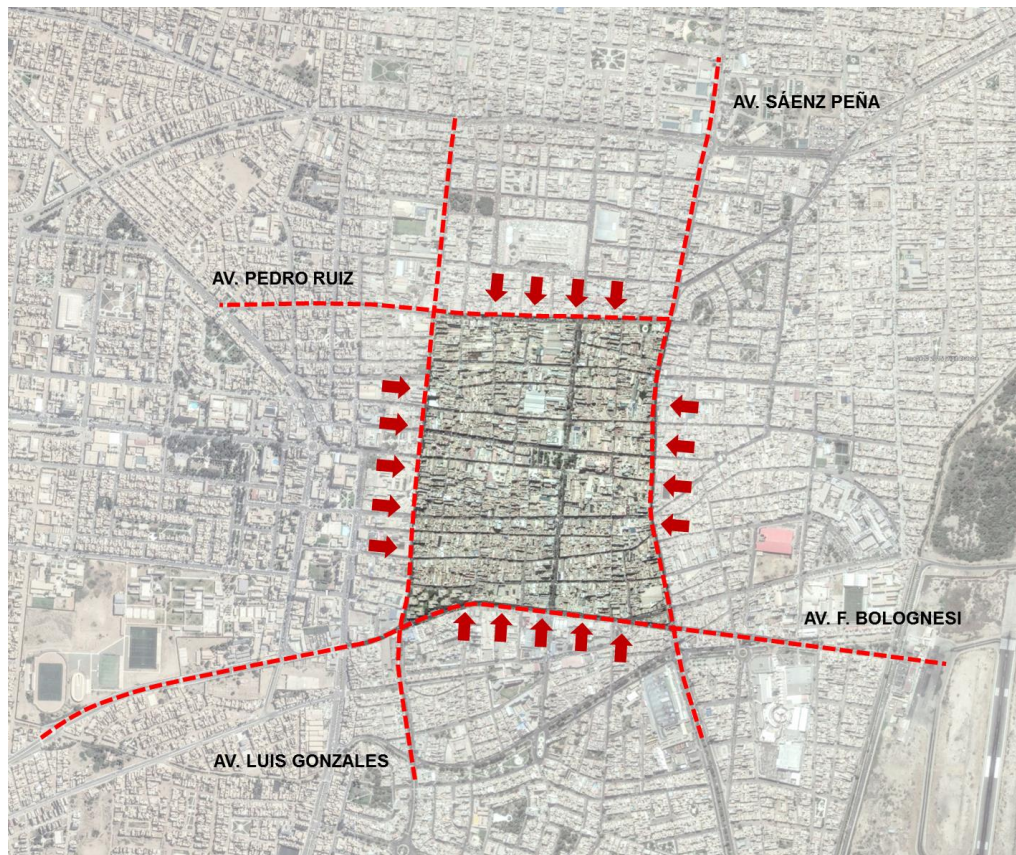 AV. SÁENZ PEÑA
AV. PEDRO RUIZ
AV. F. BOLOGNESI
AV. LUIS GONZALES